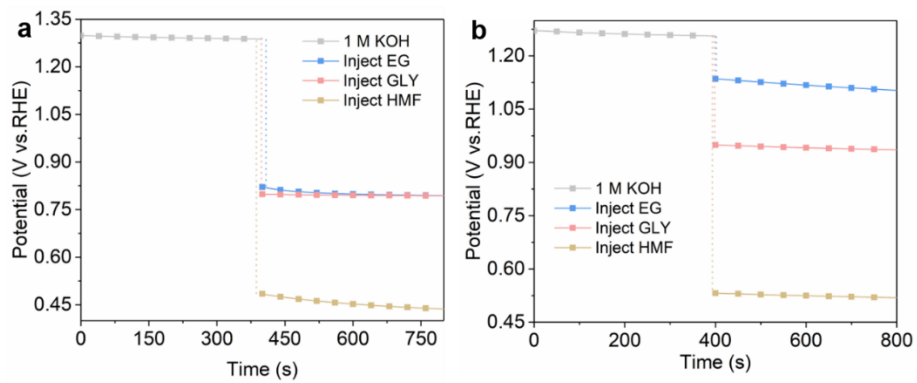 a
1.35
1.20
1.05
0.90
0.75
0.60
0.45
Potential (V vs.RHE)
1 M KOH
Inject EG
Inject GLY
Inject HMF
0 150 300 450 600 750
Time (s)
b
1.20
1.05
0.90
0.75
0.60
0.45
Potential (V vs.RHE)
1 M KOH
Inject EG
Inject GLY
Inject HMF
0 200 400 600 800
Time (s)